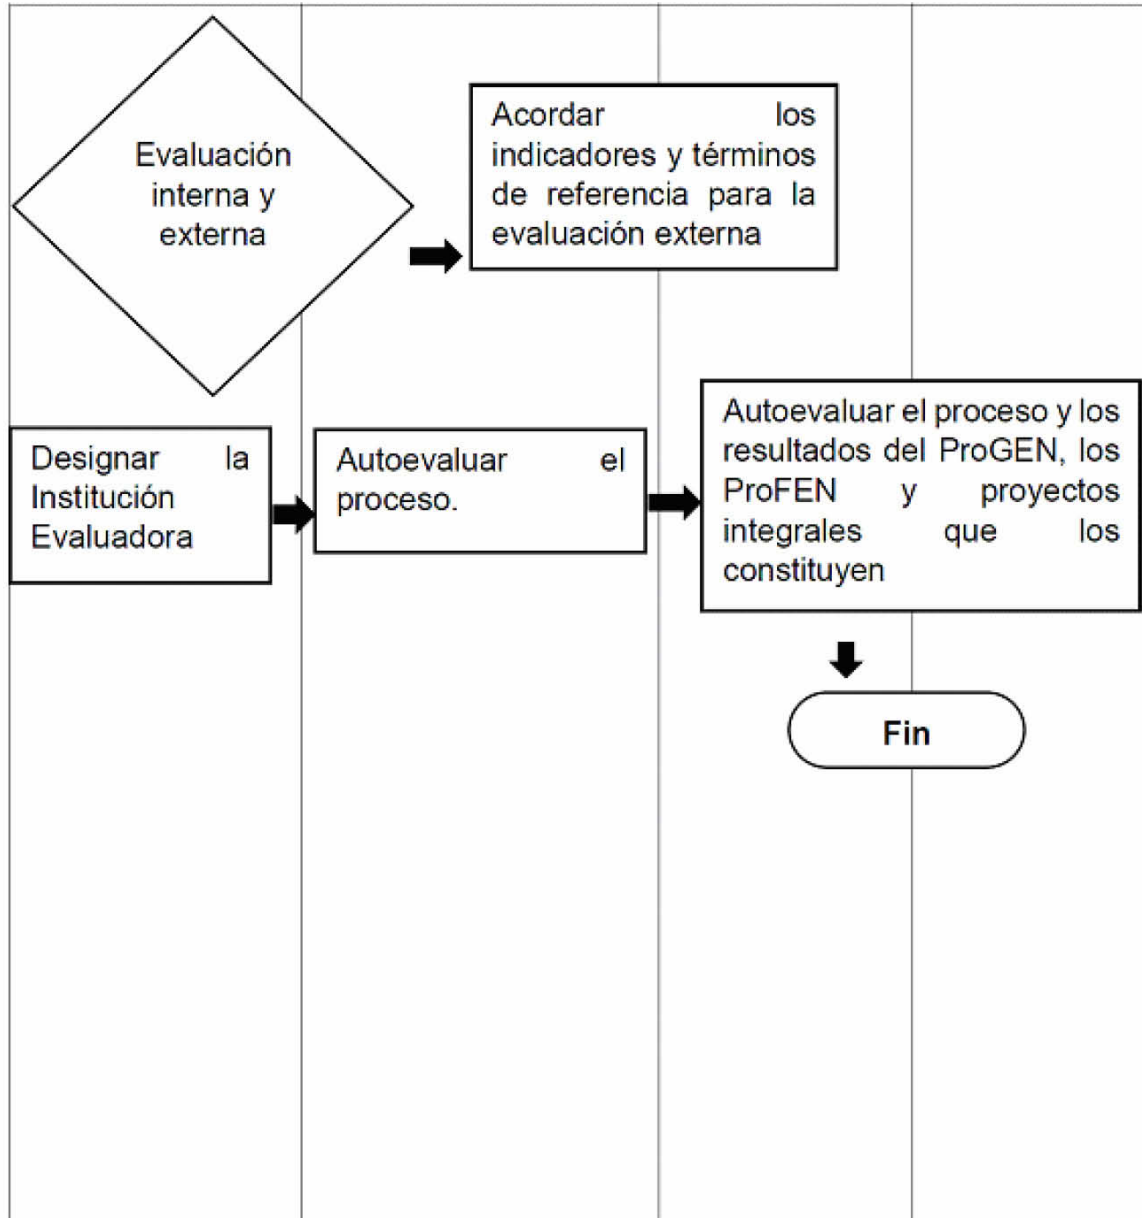 Evaluación
interna y
externa
Acordar los
indicadores y términos
de referencia para la
evaluación externa
Designar la
Institución
Evaluadora
Autoevaluar el
proceso.
Autoevaluar el proceso y los
resultados del ProGEN, los
ProFEN y proyectos
integrales que los
constituyen
Fin